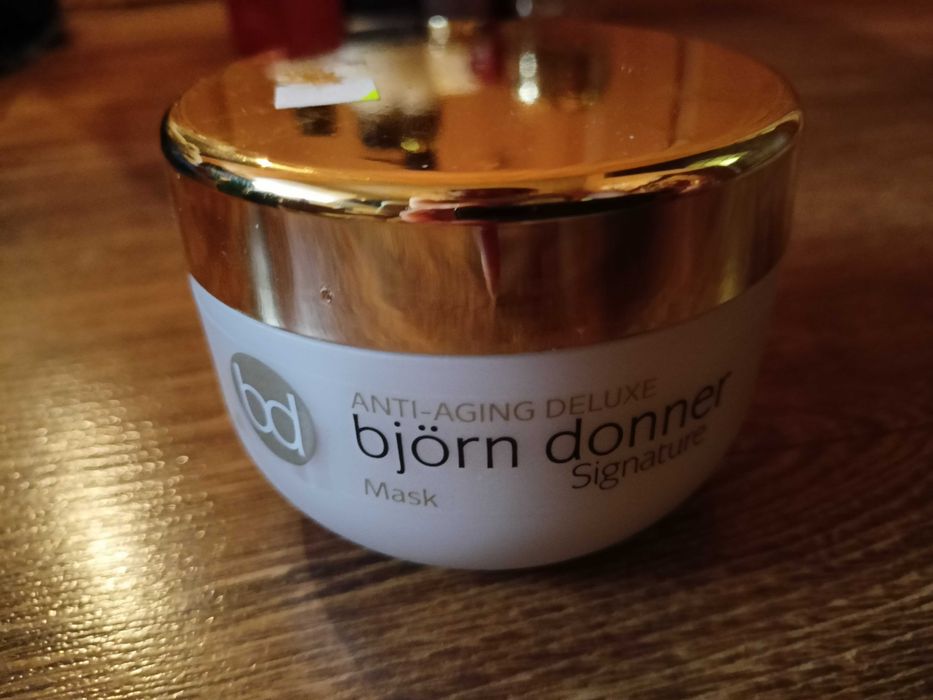 bd
ANTI-AGING DELUXE
björn donner
Signature
Mask